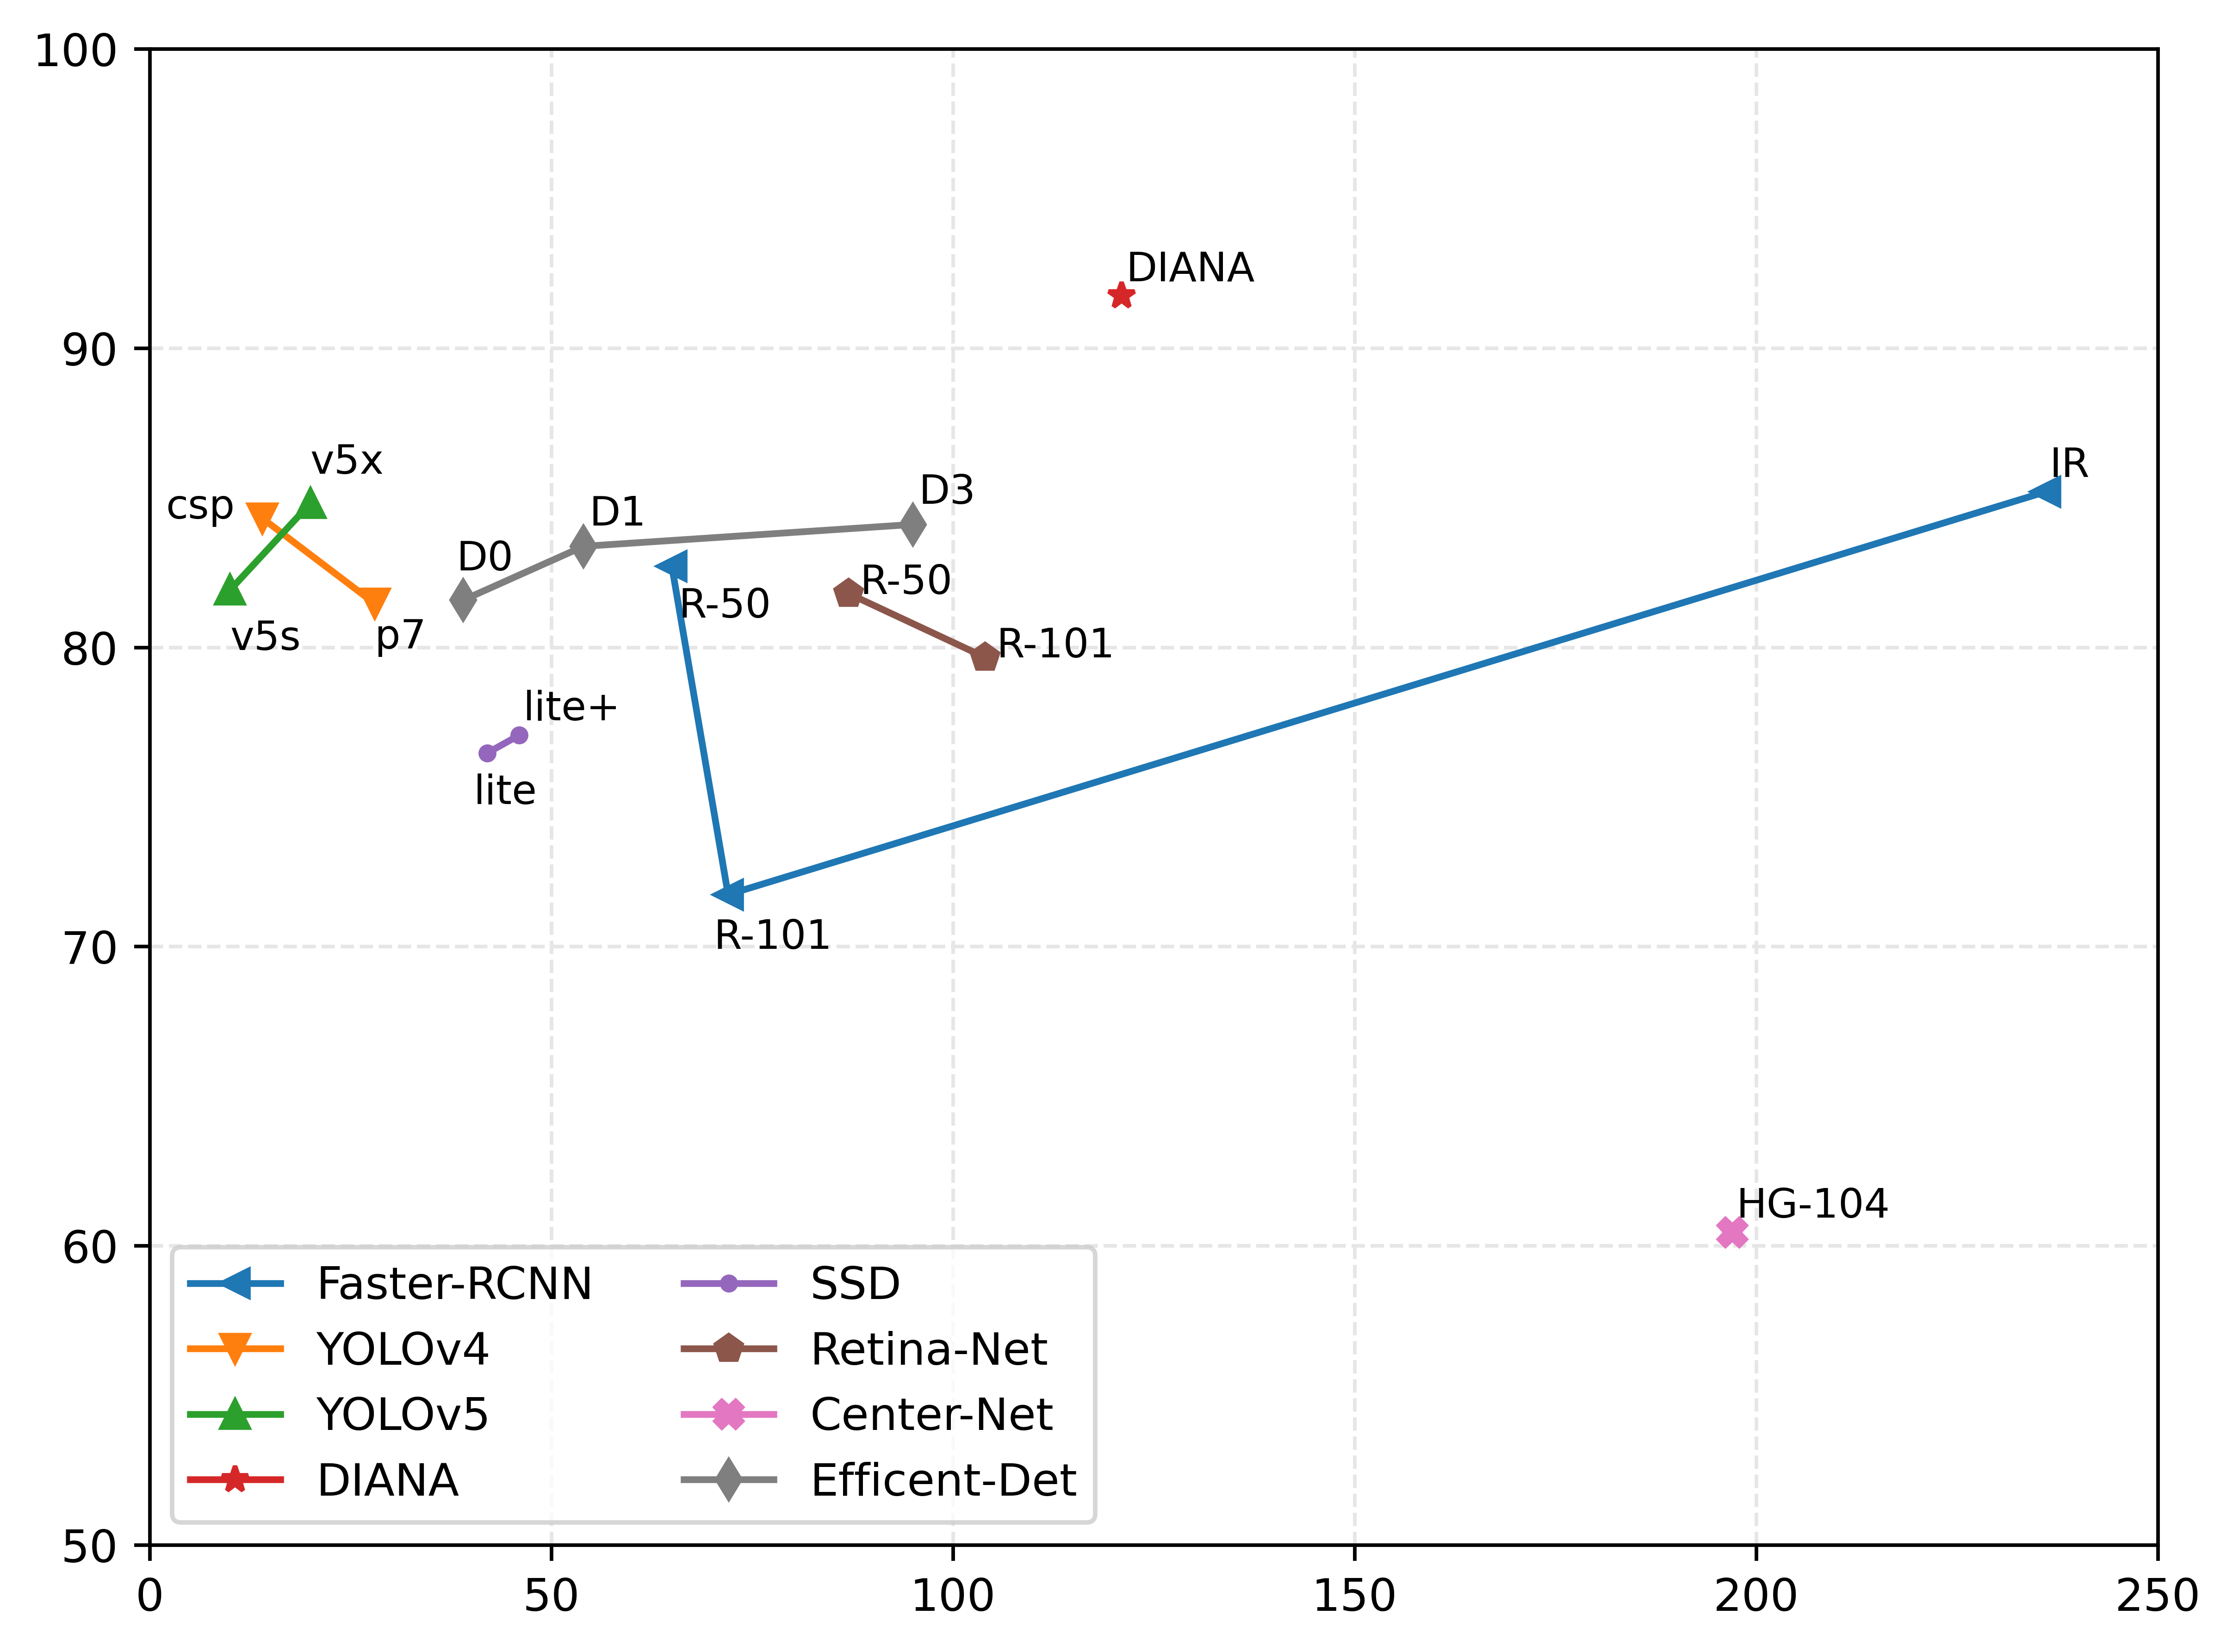 100
90
80
70
60
50
0
50
100
150
200
250
DIANA
v5x
csp
v5s
p7
D0
D1
D3
IR
R-50
R-50
R-101
lite+
lite
R-101
HG-104
Faster-RCNN
YOLOv4
YOLOv5
DIANA
SSD
Retina-Net
Center-Net
Efficent-Det